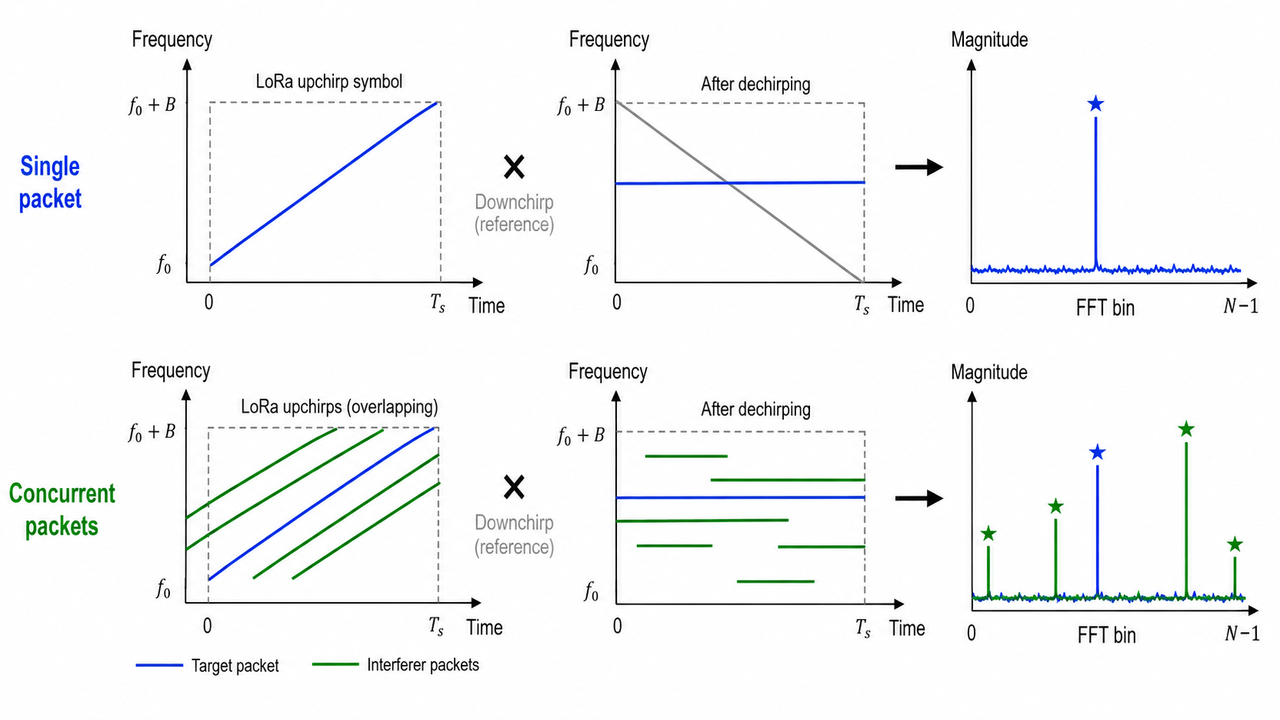 Frequency
f₀ + B
LoRa upchirp symbol
f₀
0
Tₛ
Time
Single
packet
×
Downchirp
(reference)
Frequency
f₀ + B
After dechirping
f₀
0
Tₛ
Time
Magnitude
0
FFT bin
N−1
Frequency
f₀ + B
LoRa upchirps (overlapping)
f₀
0
Tₛ
Time
Concurrent
packets
×
Downchirp
(reference)
Frequency
f₀ + B
After dechirping
f₀
0
Tₛ
Time
Magnitude
0
FFT bin
N−1
Target packet
Interferer packets